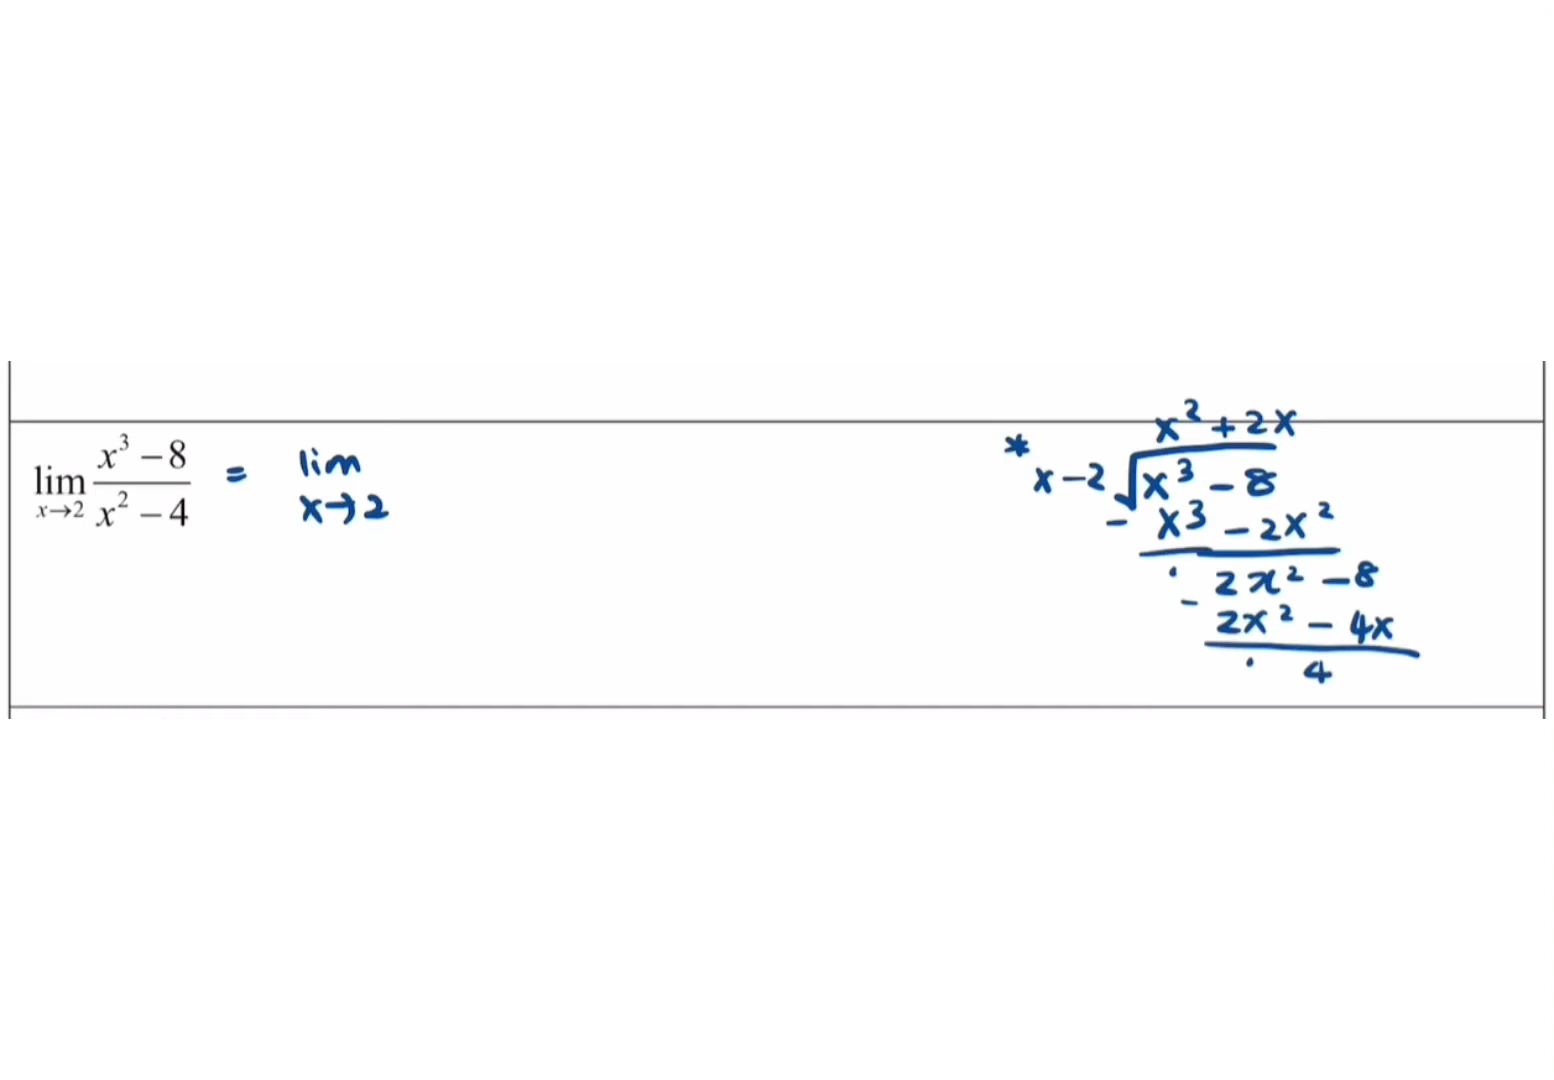 lim x→2 (x³ − 8)/(x² − 4) = lim x→2
x² + 2x
* x − 2 √x³ − 8
− x³ − 2x²
. 2x² − 8
− 2x² − 4x
. 4